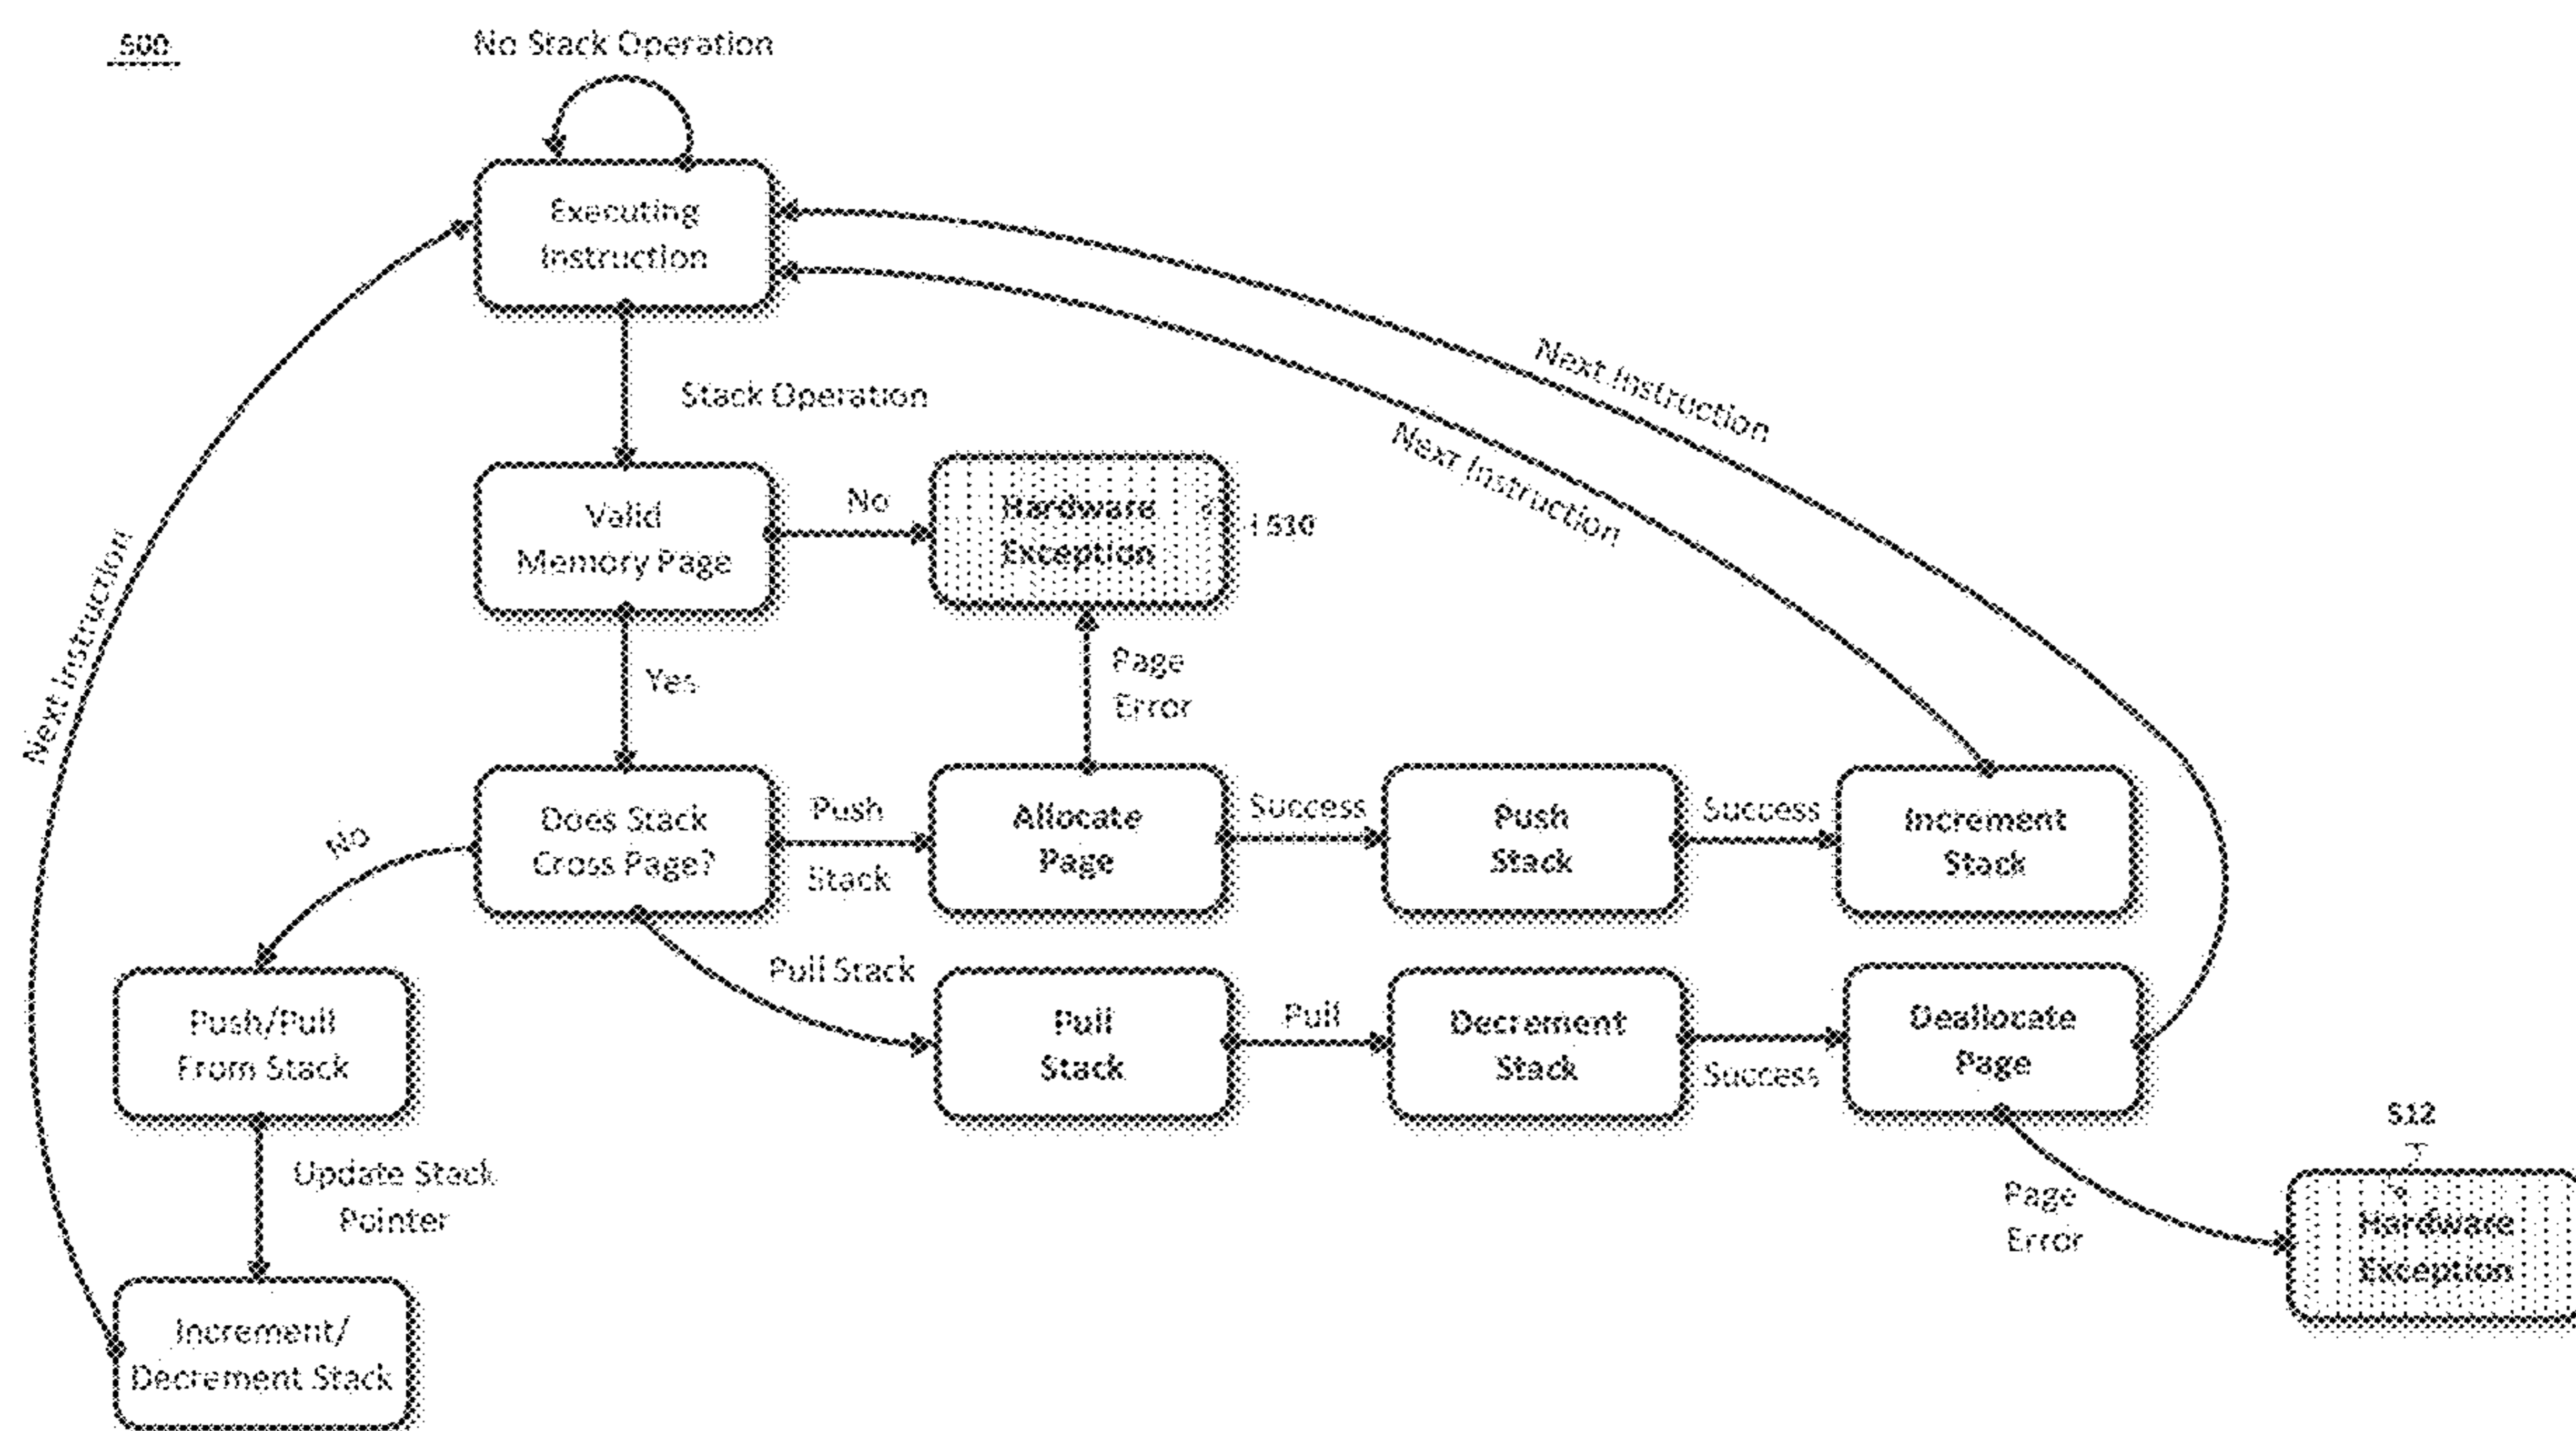 500
No Stack Operation
Executing
Instruction
Stack Operation
Next Instruction
Next Instruction
Next Instruction
Valid
Memory Page
No
Hardware
Exception
510
Yes
Page
Error
Does Stack
Cross Page?
No
Push
Stack
Allocate
Page
Success
Push
Stack
Success
Increment
Stack
Push/Pull
From Stack
Pull Stack
Pull
Stack
Pull
Decrement
Stack
Success
Deallocate
Page
Update Stack
Pointer
Page
Error
512
Hardware
Exception
Increment/
Decrement Stack